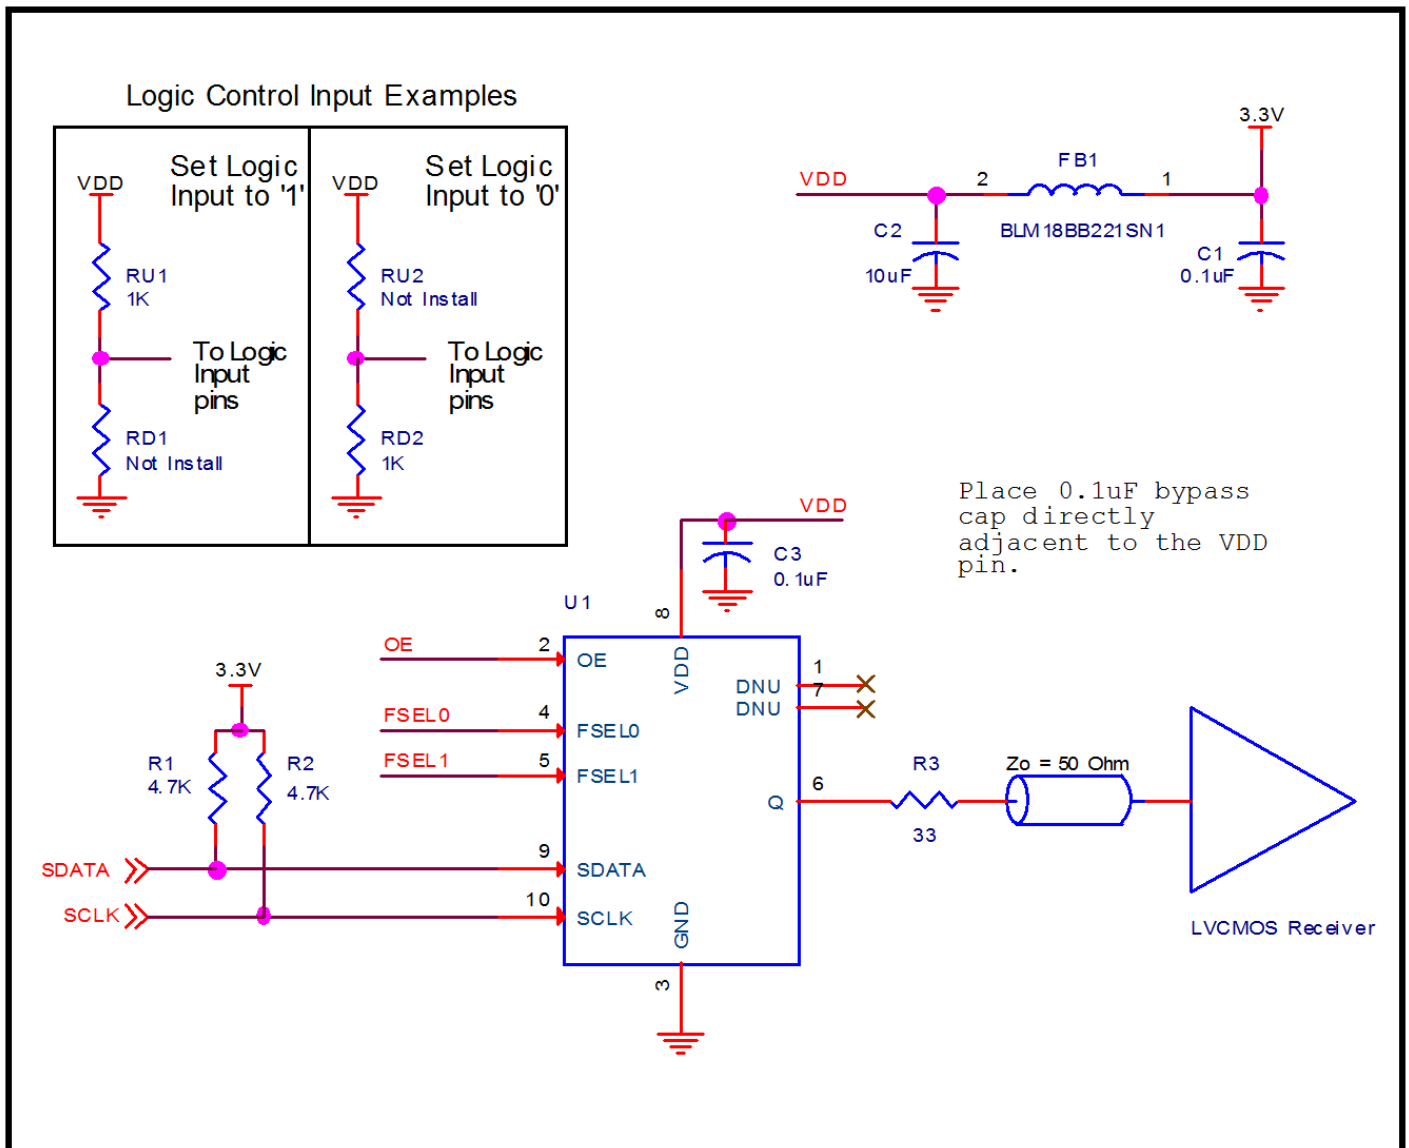 Logic Control Input Examples
Set Logic
Input to '1'
VDD
RU1
1K
To Logic
Input
pins
RD1
Not Install
Set Logic
Input to '0'
VDD
RU2
Not Install
To Logic
Input
pins
RD2
1K
3.3V
VDD
2
FB1
1
BLM18BB221SN1
C2
10uF
C1
0.1uF
VDD
C3
0.1uF
Place 0.1uF bypass
cap directly
adjacent to the VDD
pin.
U1
8
VDD
OE
2
OE
FSEL0
4
FSEL0
FSEL1
5
FSEL1
3.3V
R1
4.7K
R2
4.7K
SDATA
9
SDATA
SCLK
10
SCLK
GND
3
DNU
1
DNU
7
Q
6
R3
33
Zo = 50 Ohm
LVCMOS Receiver